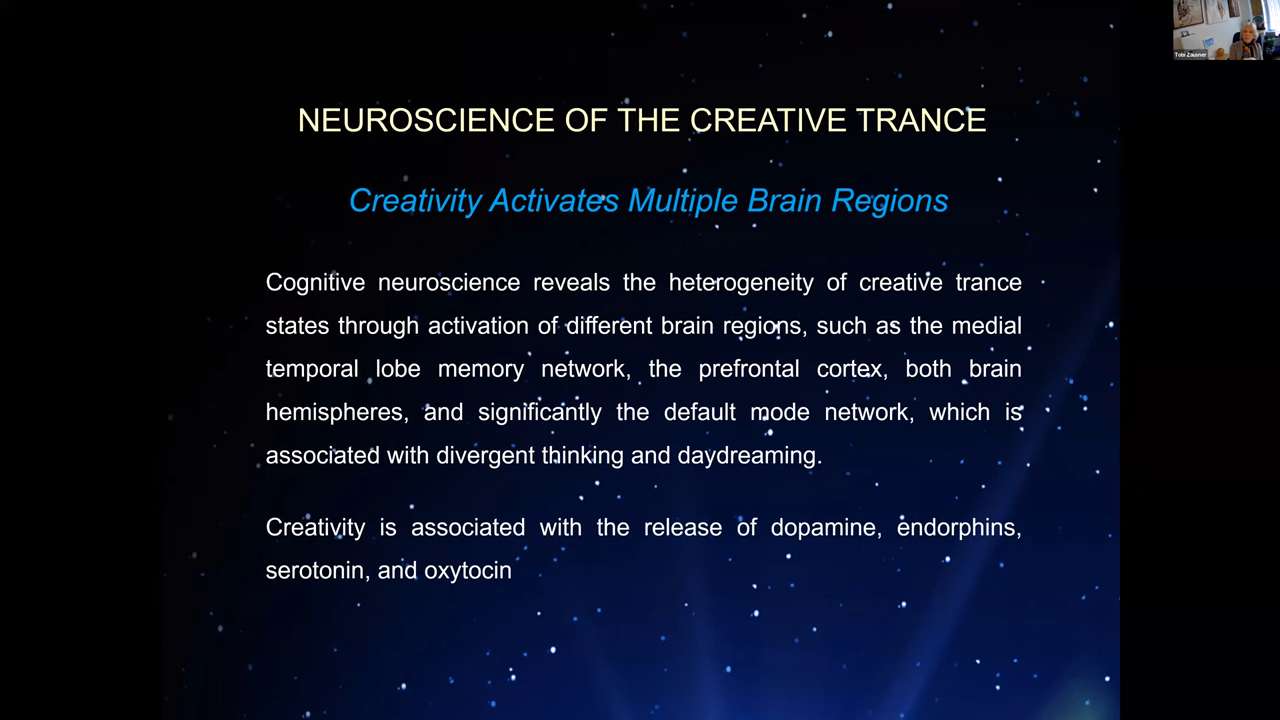 Tobi Zausner
NEUROSCIENCE OF THE CREATIVE TRANCE
Creativity Activates Multiple Brain Regions
Cognitive neuroscience reveals the heterogeneity of creative trance
states through activation of different brain regions, such as the medial
temporal lobe memory network, the prefrontal cortex, both brain
hemispheres, and significantly the default mode network, which is
associated with divergent thinking and daydreaming.
Creativity is associated with the release of dopamine, endorphins,
serotonin, and oxytocin